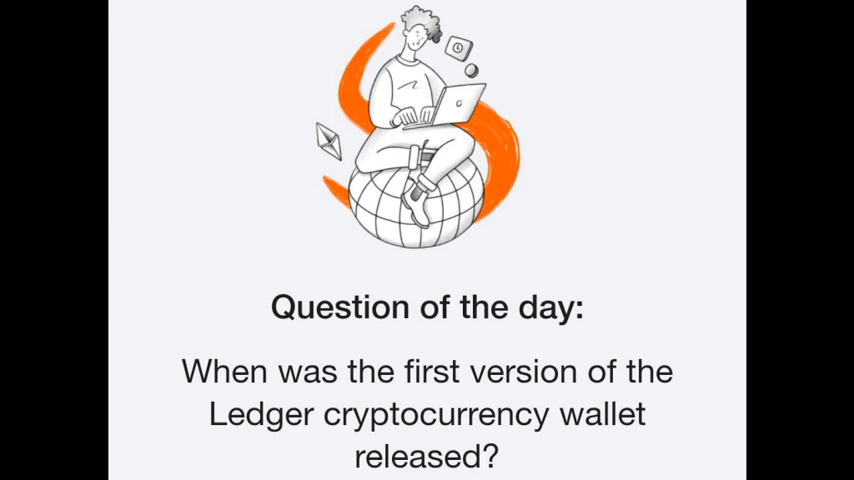 Question of the day:
When was the first version of the
Ledger cryptocurrency wallet
released?